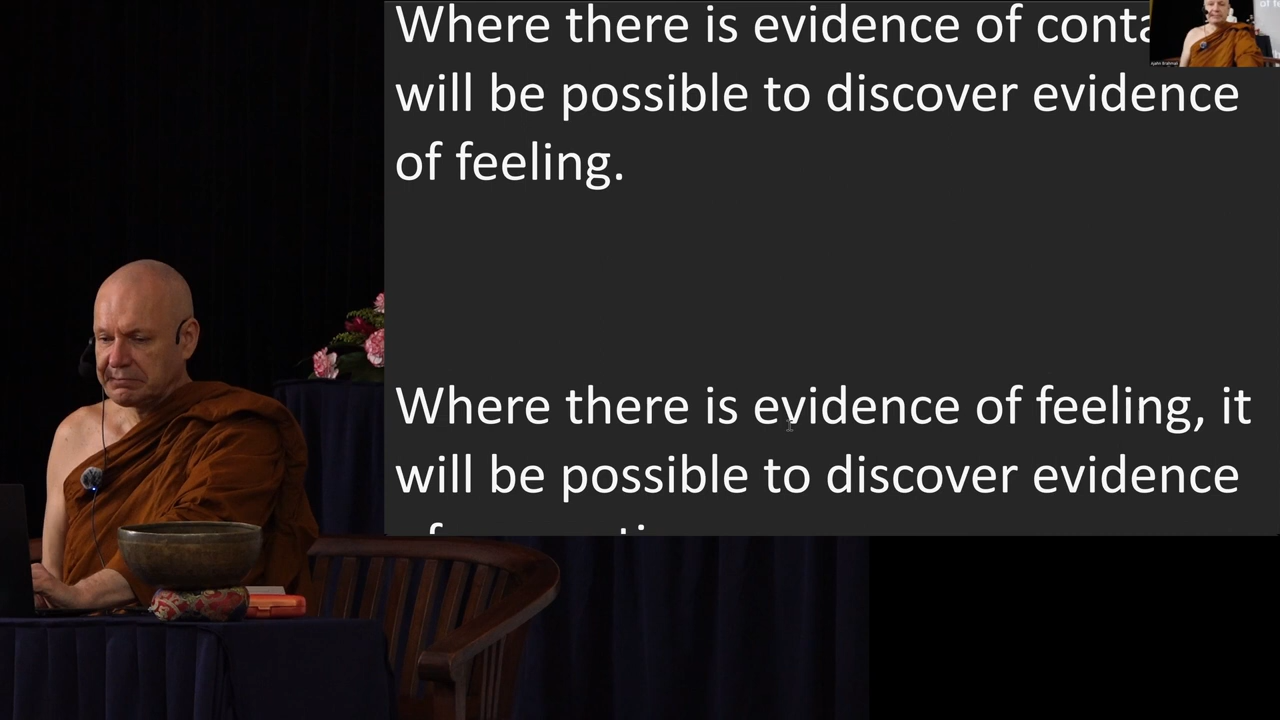 Where there is evidence of conta
will be possible to discover evidence
of feeling.
Where there is evidence of feeling, it
will be possible to discover evidence